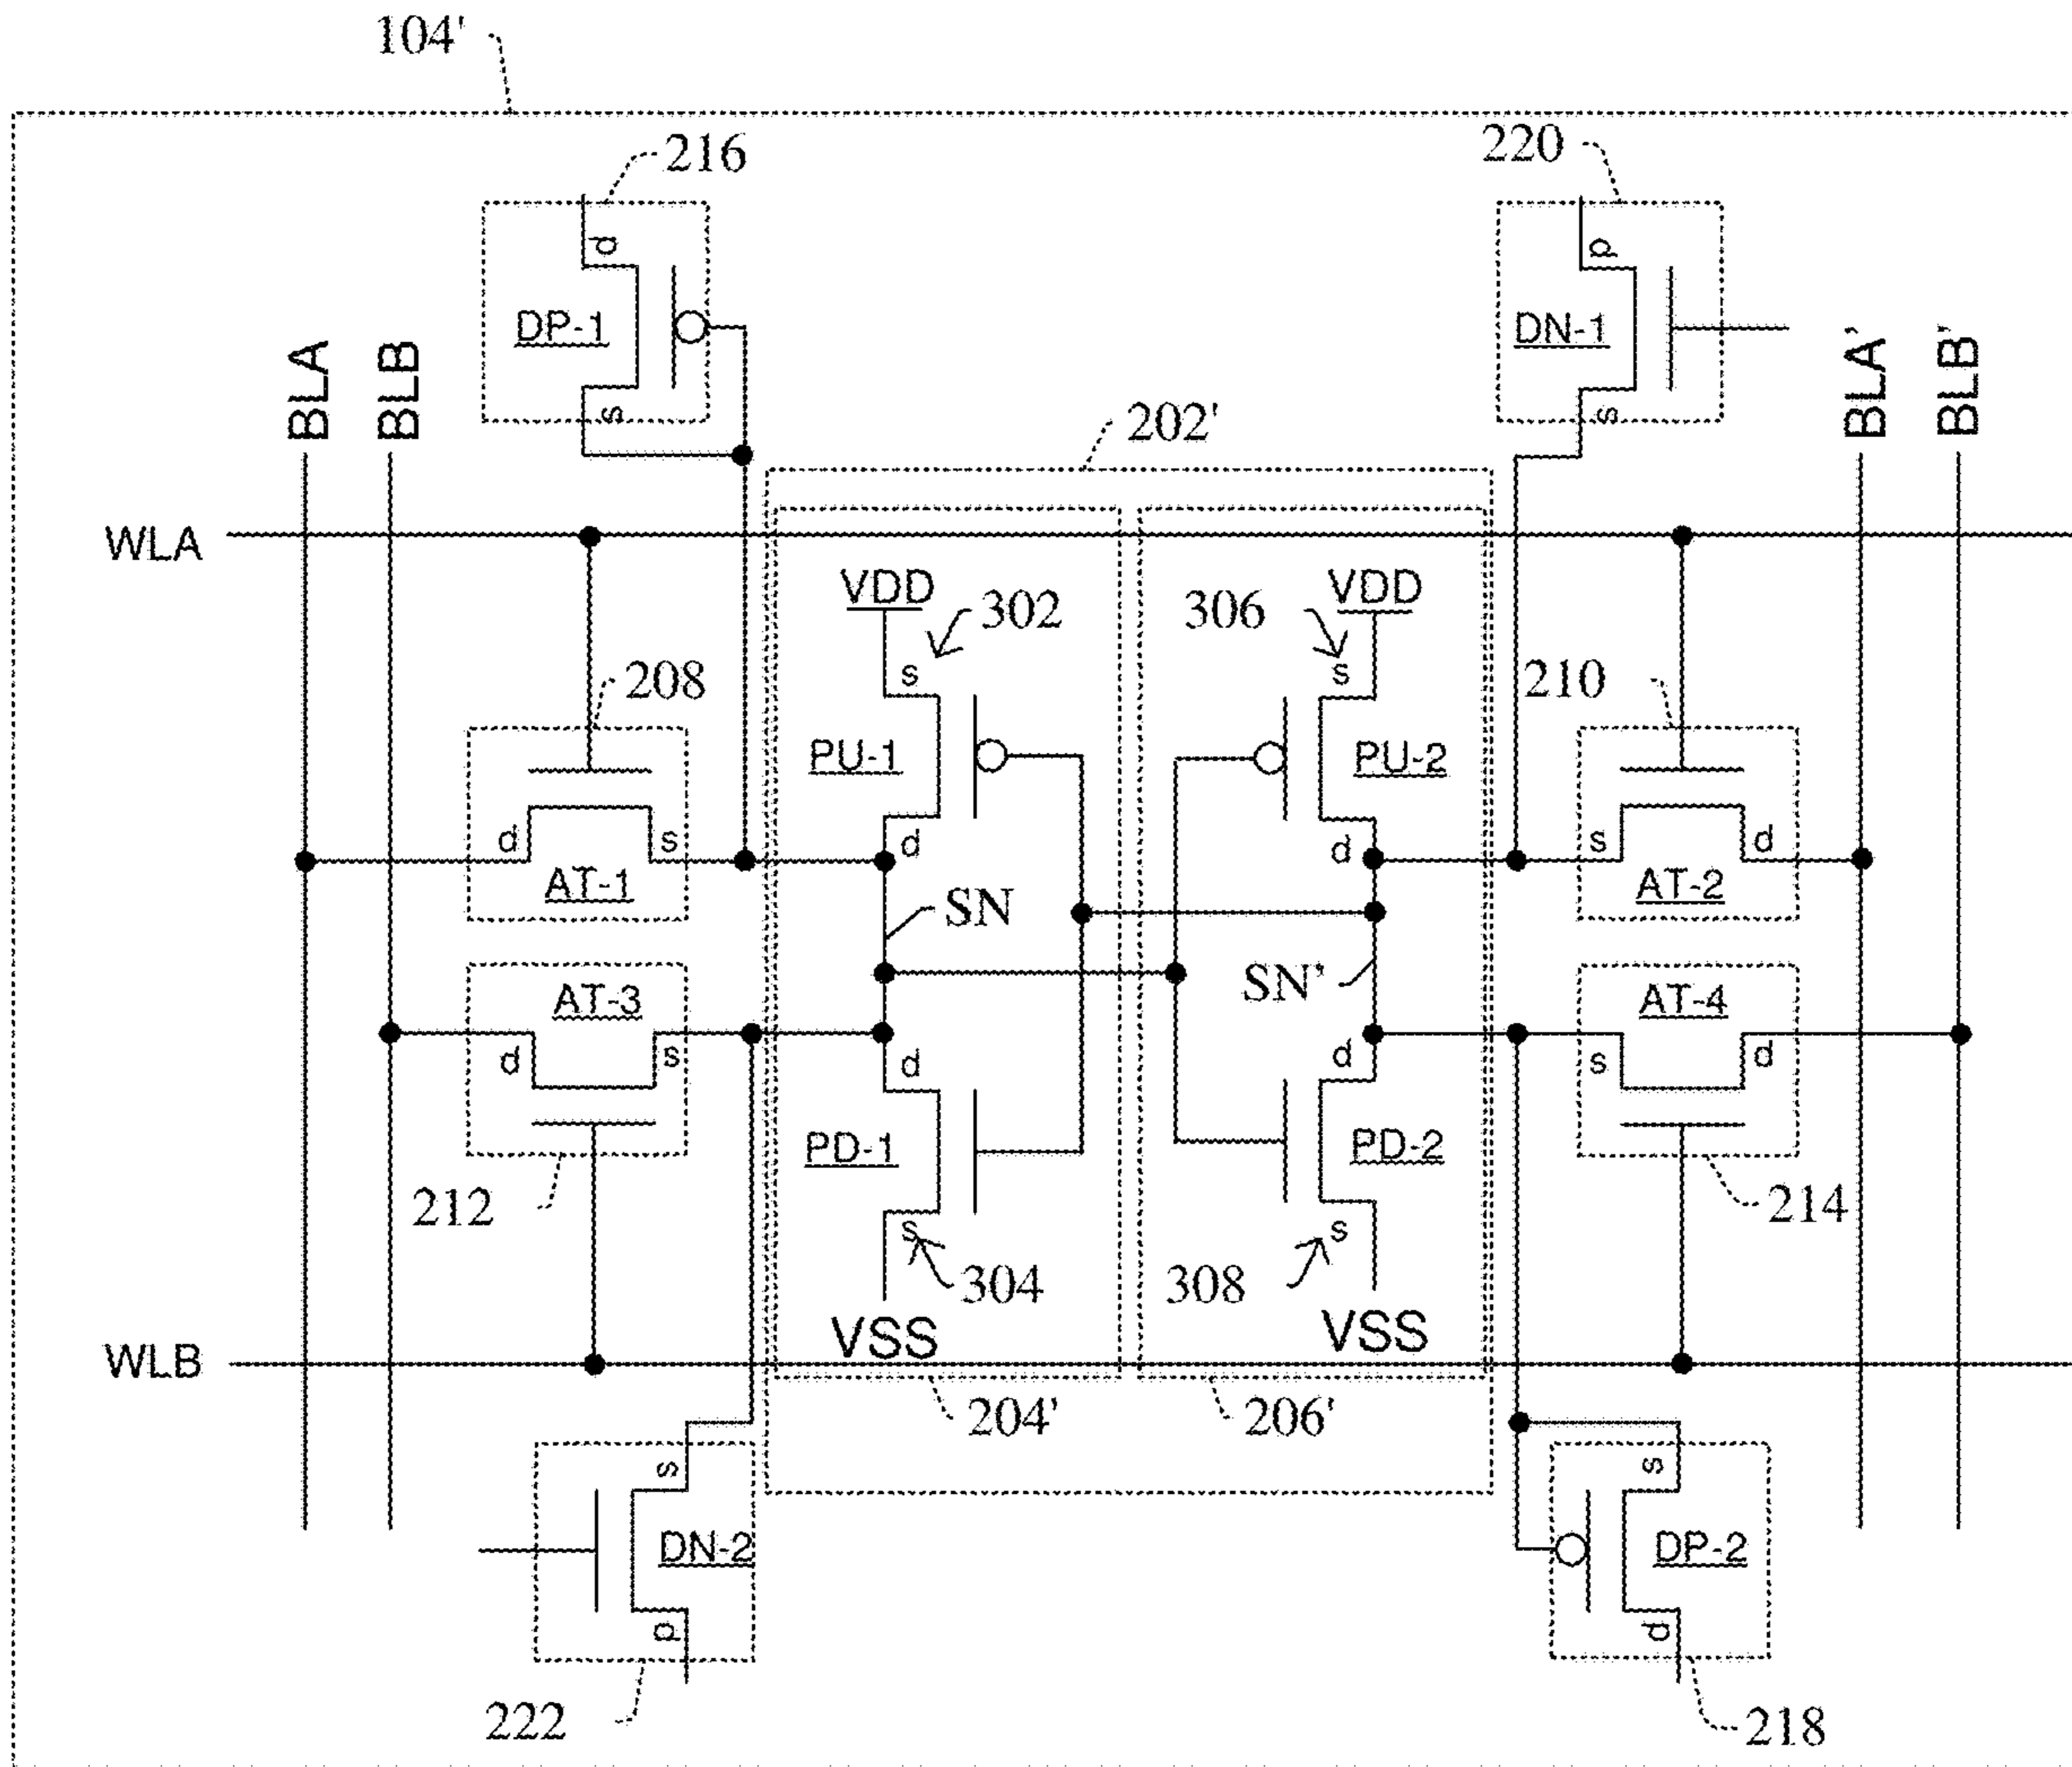 104'
216
220
d
p
DP-1
DN-1
s
s
BLA
BLB
BLA'
BLB'
202'
WLA
VDD
VDD
302
306
s
s
208
210
PU-1
PU-2
d
s
d
d
s
d
AT-1
AT-2
SN
SN'
AT-3
AT-4
d
s
d
d
s
d
PD-1
PD-2
212
214
s
s
304
308
VSS
VSS
WLB
204'
206'
s
s
DN-2
DP-2
p
d
222
218